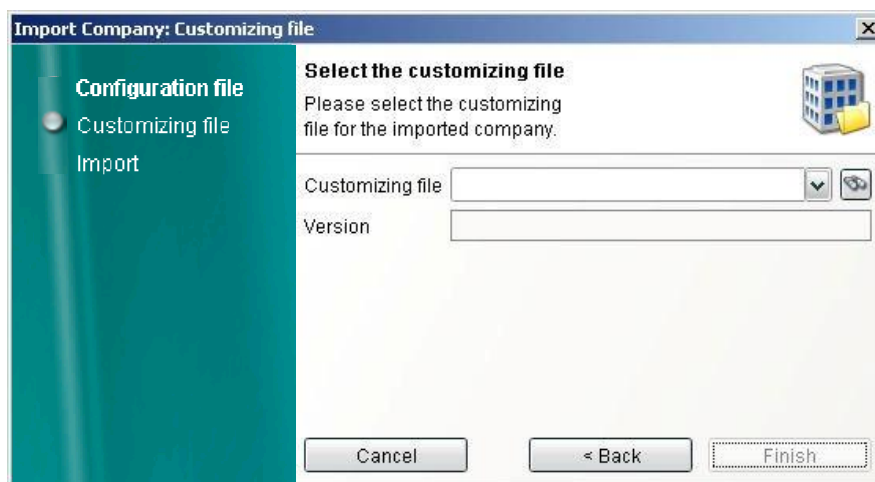 Import Company: Customizing file
Configuration file
Customizing file
Import
Select the customizing file
Please select the customizing
file for the imported company.
Customizing file
Version
Cancel
< Back
Finish